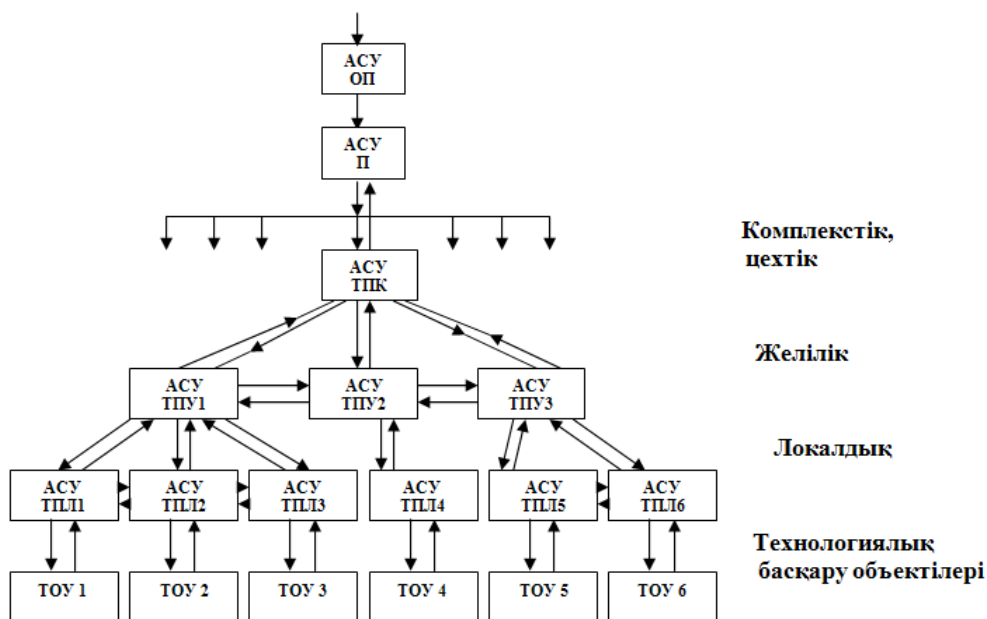 АСУ
ОП
АСУ
П
Комплекстік,
цехтік
АСУ
ТПК
Желілік
АСУ
ТПУ1
АСУ
ТПУ2
АСУ
ТПУ3
Локалдық
АСУ
ТПЛ1
АСУ
ТПЛ2
АСУ
ТПЛ3
АСУ
ТПЛ4
АСУ
ТПЛ5
АСУ
ТПЛ6
Технологиялық
басқару объектілері
ТОУ 1
ТОУ 2
ТОУ 3
ТОУ 4
ТОУ 5
ТОУ 6